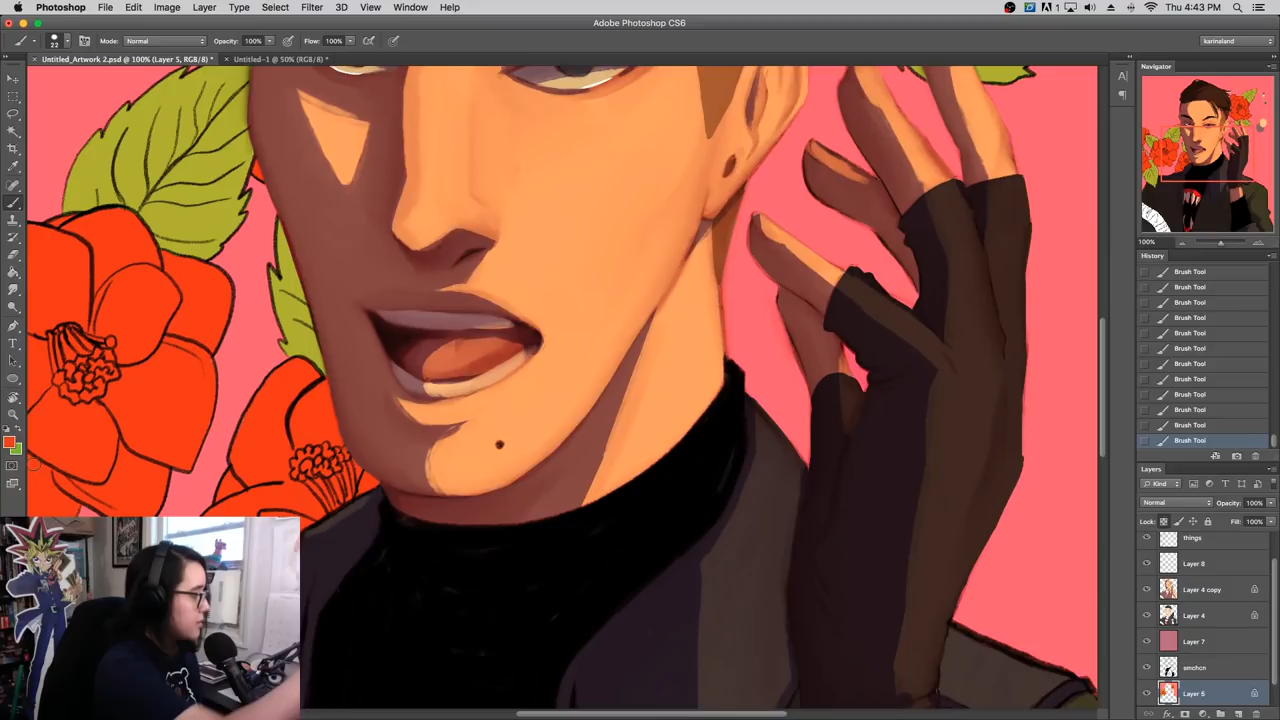 Photoshop File Edit Image Layer Type Select Filter 3D View Window Help
1
Thu 4:43 PM
Adobe Photoshop CS6
22
Mode: Normal
Opacity: 100%
Flow: 100%
karinaland
Untitled_Artwork 2.psd @ 100% (Layer 5, RGB/8) *
Untitled-1 @ 50% (RGB/8) *
Navigator
100%
History
Brush Tool
Brush Tool
Brush Tool
Brush Tool
Brush Tool
Brush Tool
Brush Tool
Brush Tool
Brush Tool
Brush Tool
Brush Tool
Brush Tool
Layers
Kind
Normal
Opacity: 100%
Lock:
Fill: 100%
things
Layer 8
Layer 4 copy
Layer 4
Layer 7
smchcn
Layer 5